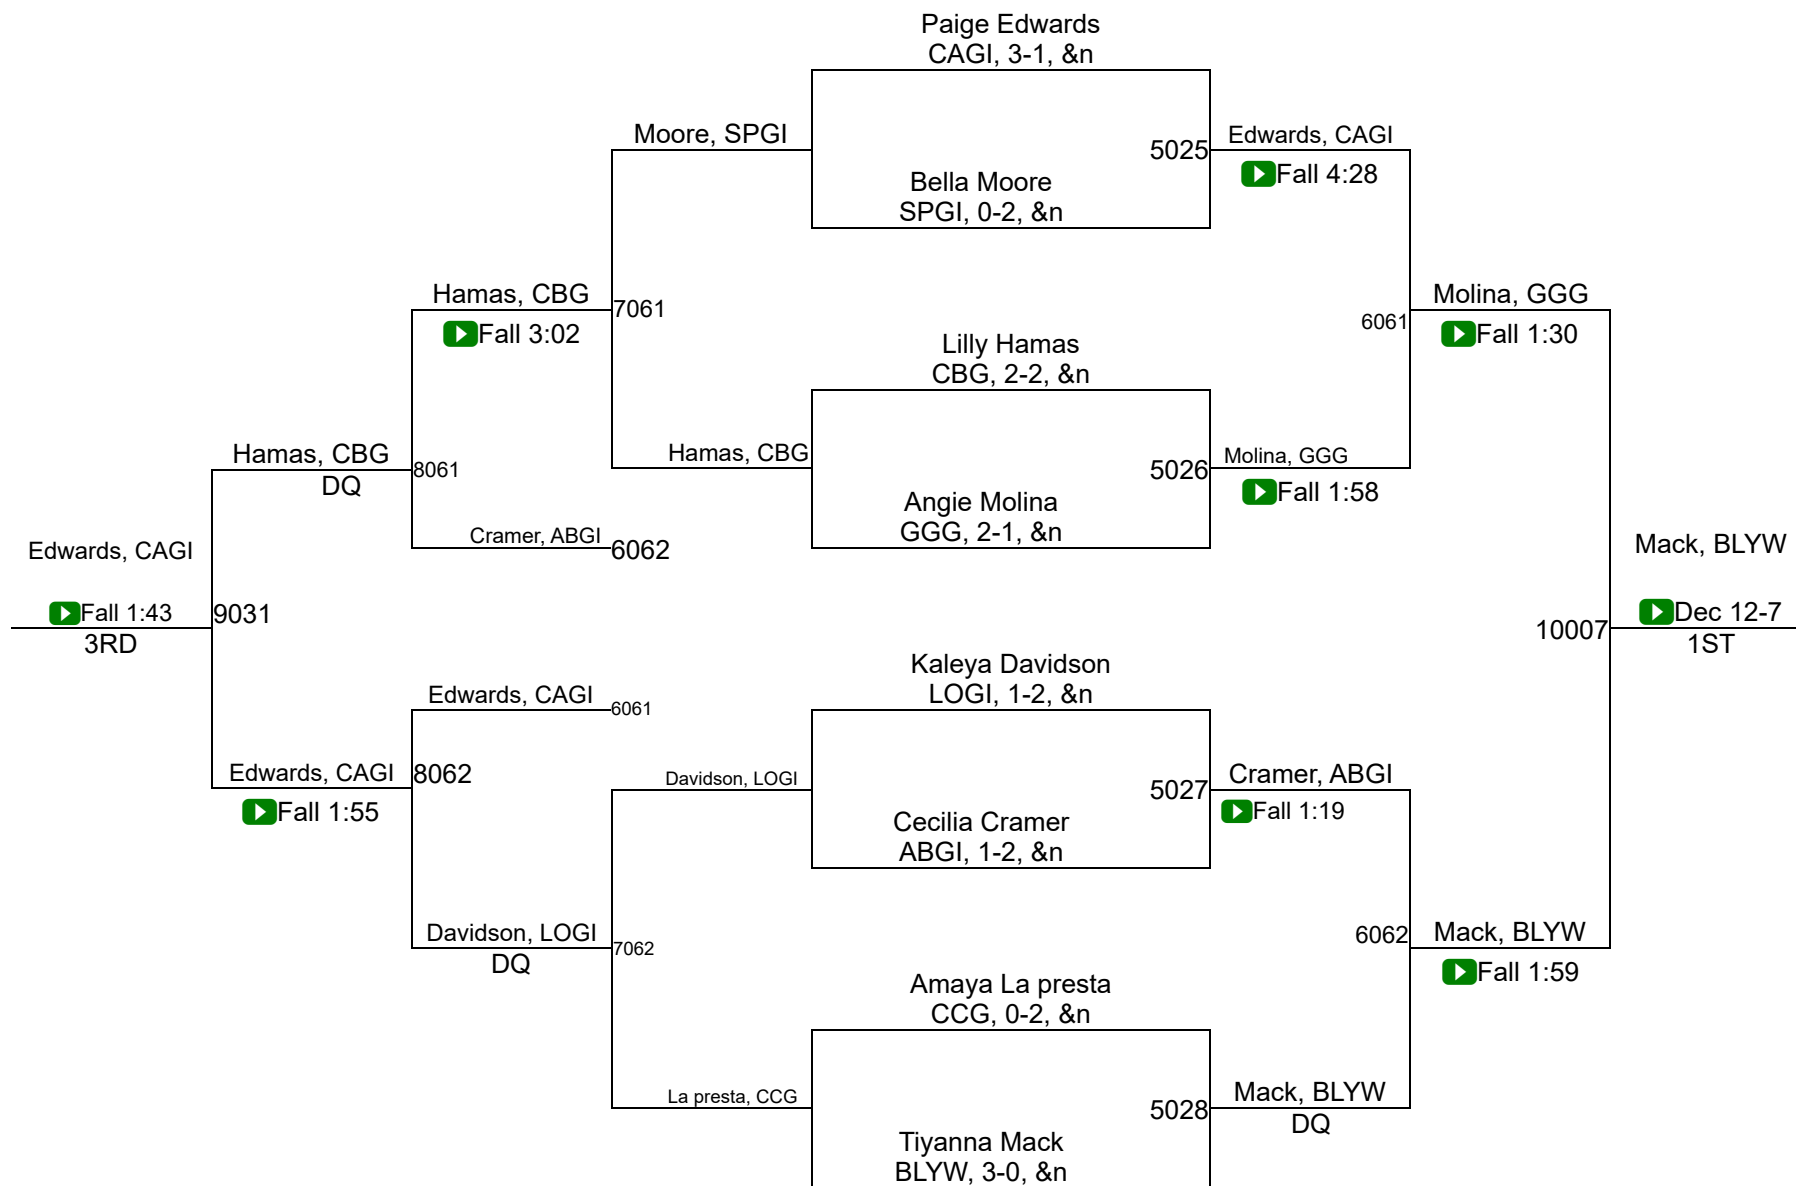 Paige Edwards
CAGI, 3-1, &n
Moore, SPGI
5025
Edwards, CAGI
Fall 4:28
Bella Moore
SPGI, 0-2, &n
Hamas, CBG
Fall 3:02
7061
Molina, GGG
6061
Fall 1:30
Lilly Hamas
CBG, 2-2, &n
Hamas, CBG
DQ
8061
Hamas, CBG
5026
Molina, GGG
Fall 1:58
Angie Molina
GGG, 2-1, &n
Cramer, ABGI
6062
Edwards, CAGI
Fall 1:43
3RD
9031
Mack, BLYW
10007
Dec 12-7
1ST
Kaleya Davidson
LOGI, 1-2, &n
Edwards, CAGI
6061
Edwards, CAGI
Fall 1:55
8062
Davidson, LOGI
5027
Cramer, ABGI
Fall 1:19
Cecilia Cramer
ABGI, 1-2, &n
Davidson, LOGI
DQ
7062
6062
Mack, BLYW
Fall 1:59
Amaya La presta
CCG, 0-2, &n
La presta, CCG
5028
Mack, BLYW
DQ
Tiyanna Mack
BLYW, 3-0, &n